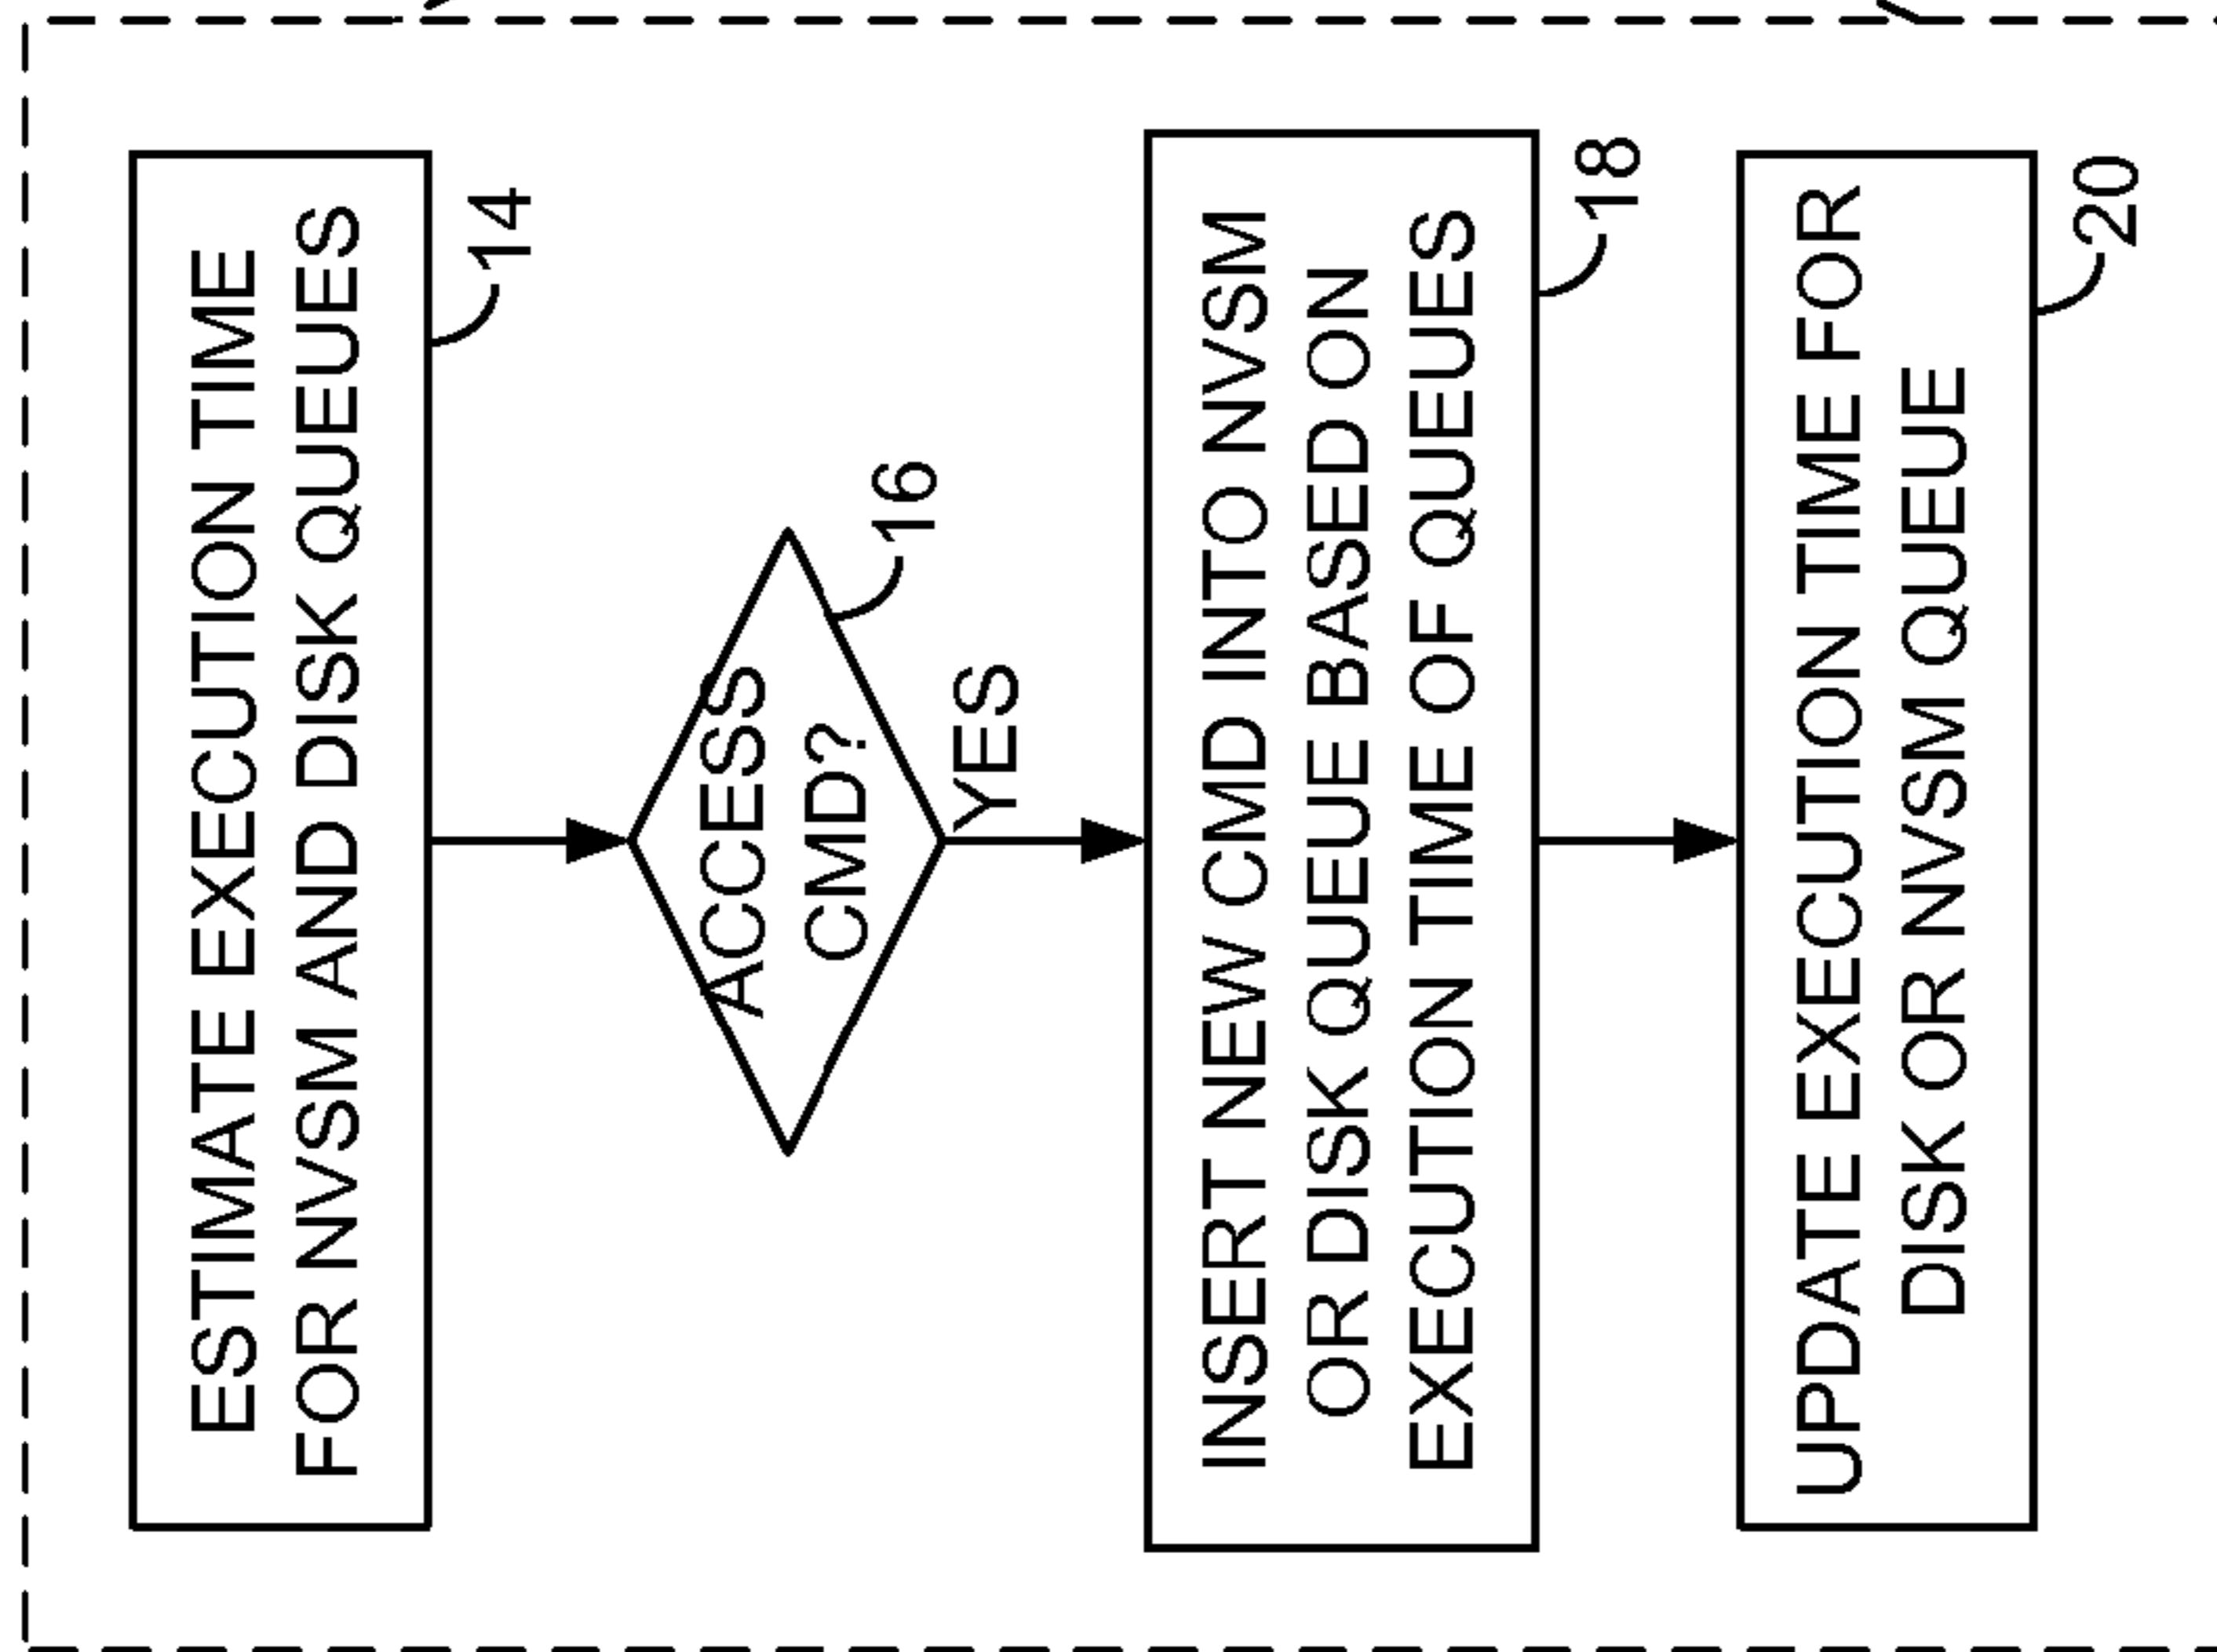 ESTIMATE EXECUTION TIME
FOR NVSM AND DISK QUEUES
14
ACCESS
CMD?
16
YES
INSERT NEW CMD INTO NVSM
OR DISK QUEUE BASED ON
EXECUTION TIME OF QUEUES
18
UPDATE EXECUTION TIME FOR
DISK OR NVSM QUEUE
20